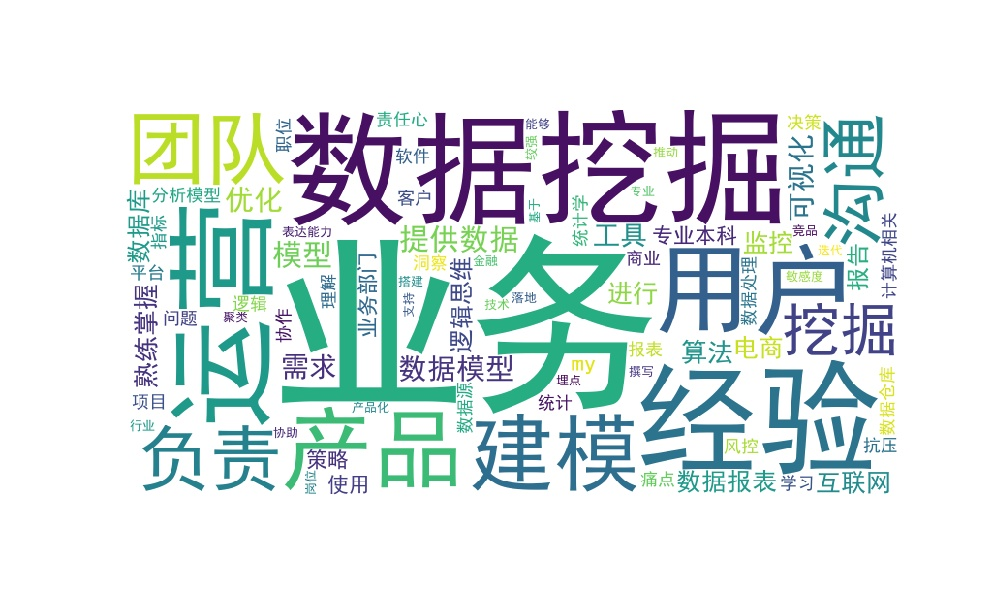 团队
数据挖掘
职位
责任心
软件
客户
能够
较强
推动
专业
决策
可视化
沟通
数据库
指标
分析模型
优化
平台
运营
表达能力
模型
提供数据
基于
统计学
工具
专业本科
监控
竞品
迭代
报告
计算机相关
洞察
金融
业务
用户
商业
敏感度
数据处理
熟练掌握
逻辑
理解
业务部门
搭建
支持
逻辑思维
技术
落地
进行
挖掘
问题
聚类
协作
需求
数据模型
my
报表
算法
电商
埋点
撰写
项目
产品化
数据源
统计
经验
数据仓库
行业
负责
协助
产品
建模
风控
抗压
策略
岗位
使用
痛点
数据报表
学习
互联网